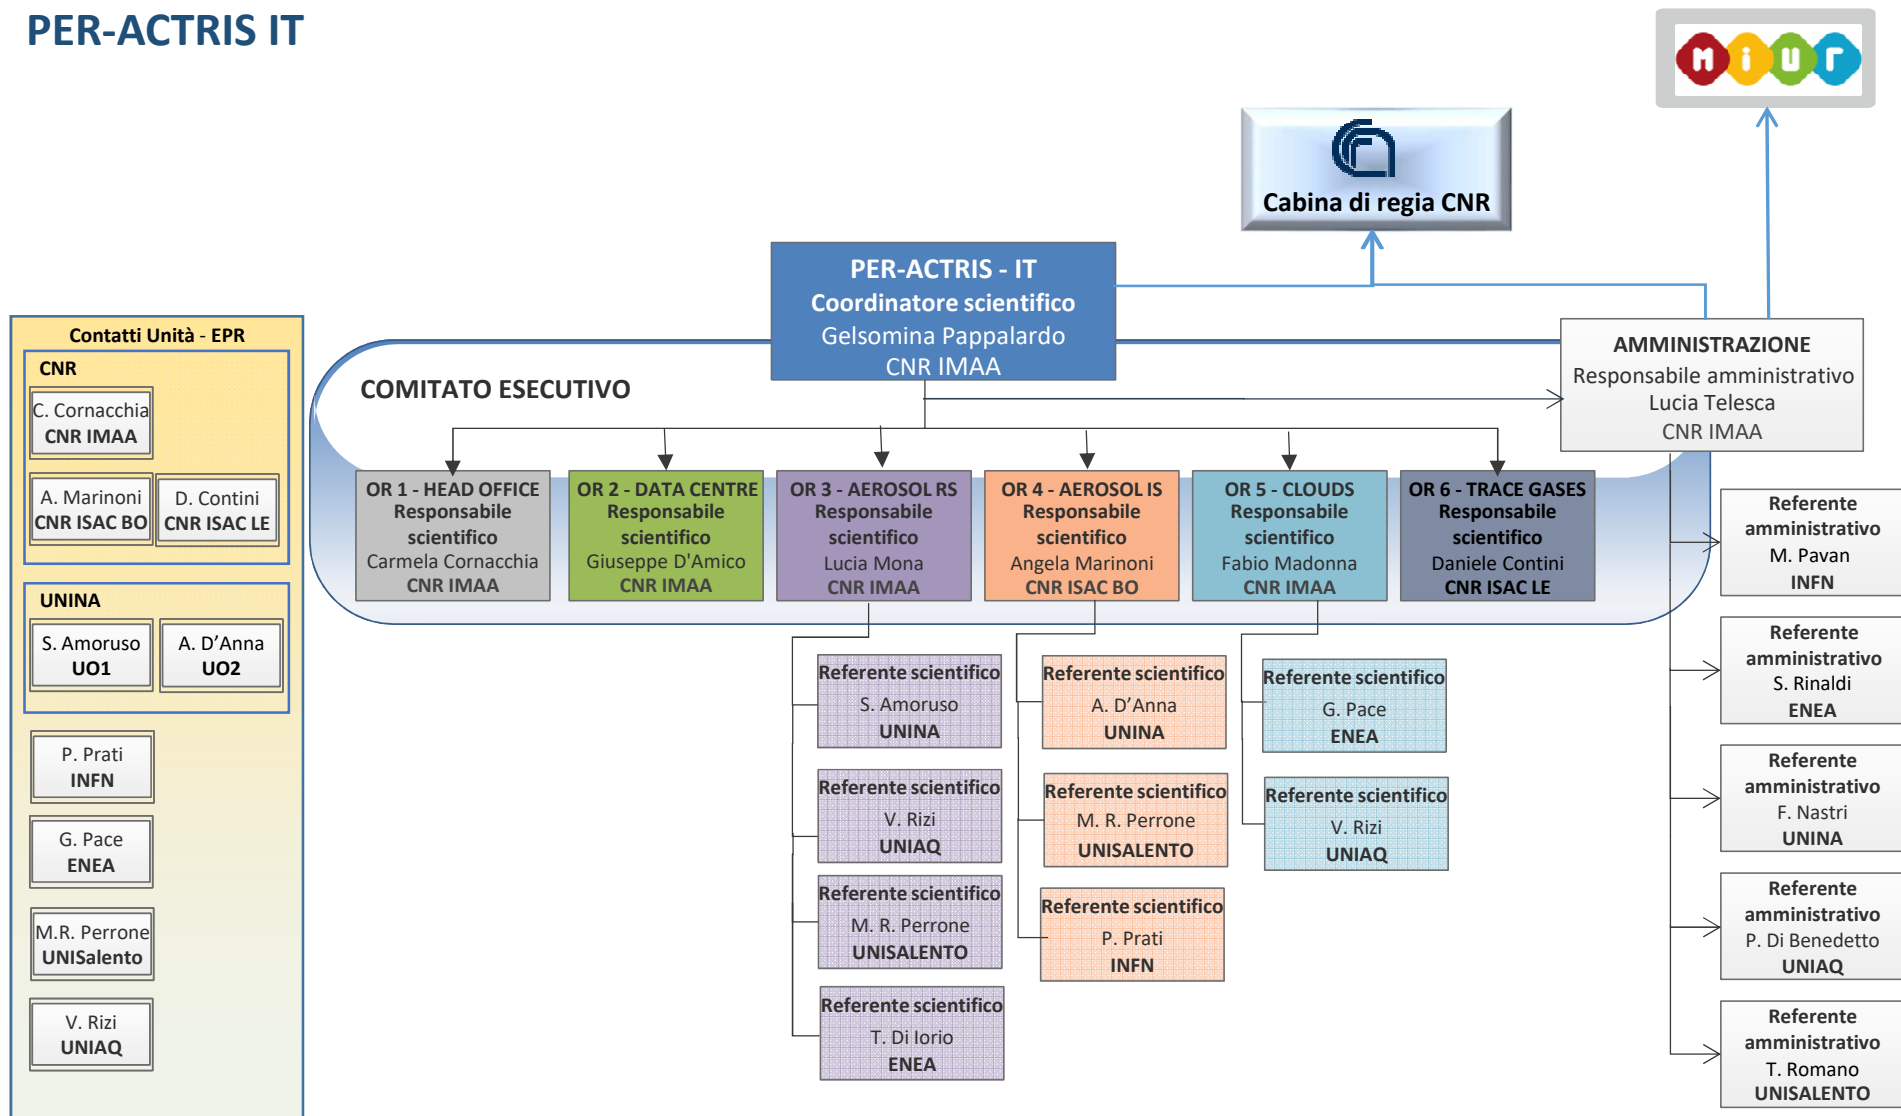 PER-ACTRIS IT
MIUR
Cabina di regia CNR
PER-ACTRIS - IT
Coordinatore scientifico
Gelsomina Pappalardo
CNR IMAA
AMMINISTRAZIONE
Responsabile amministrativo
Lucia Telesca
CNR IMAA
COMITATO ESECUTIVO
Contatti Unità - EPR
CNR
C. Cornacchia
CNR IMAA
A. Marinoni
CNR ISAC BO
D. Contini
CNR ISAC LE
UNINA
S. Amoruso
UO1
A. D’Anna
UO2
P. Prati
INFN
G. Pace
ENEA
M.R. Perrone
UNISalento
V. Rizi
UNIAQ
OR 1 - HEAD OFFICE
Responsabile
scientifico
Carmela Cornacchia
CNR IMAA
OR 2 - DATA CENTRE
Responsabile
scientifico
Giuseppe D'Amico
CNR IMAA
OR 3 - AEROSOL RS
Responsabile
scientifico
Lucia Mona
CNR IMAA
OR 4 - AEROSOL IS
Responsabile
scientifico
Angela Marinoni
CNR ISAC BO
OR 5 - CLOUDS
Responsabile
scientifico
Fabio Madonna
CNR IMAA
OR 6 - TRACE GASES
Responsabile
scientifico
Daniele Contini
CNR ISAC LE
Referente scientifico
S. Amoruso
UNINA
Referente scientifico
V. Rizi
UNIAQ
Referente scientifico
M. R. Perrone
UNISALENTO
Referente scientifico
T. Di Iorio
ENEA
Referente scientifico
A. D’Anna
UNINA
Referente scientifico
M. R. Perrone
UNISALENTO
Referente scientifico
P. Prati
INFN
Referente scientifico
G. Pace
ENEA
Referente scientifico
V. Rizi
UNIAQ
Referente
amministrativo
M. Pavan
INFN
Referente
amministrativo
S. Rinaldi
ENEA
Referente
amministrativo
F. Nastri
UNINA
Referente
amministrativo
P. Di Benedetto
UNIAQ
Referente
amministrativo
T. Romano
UNISALENTO